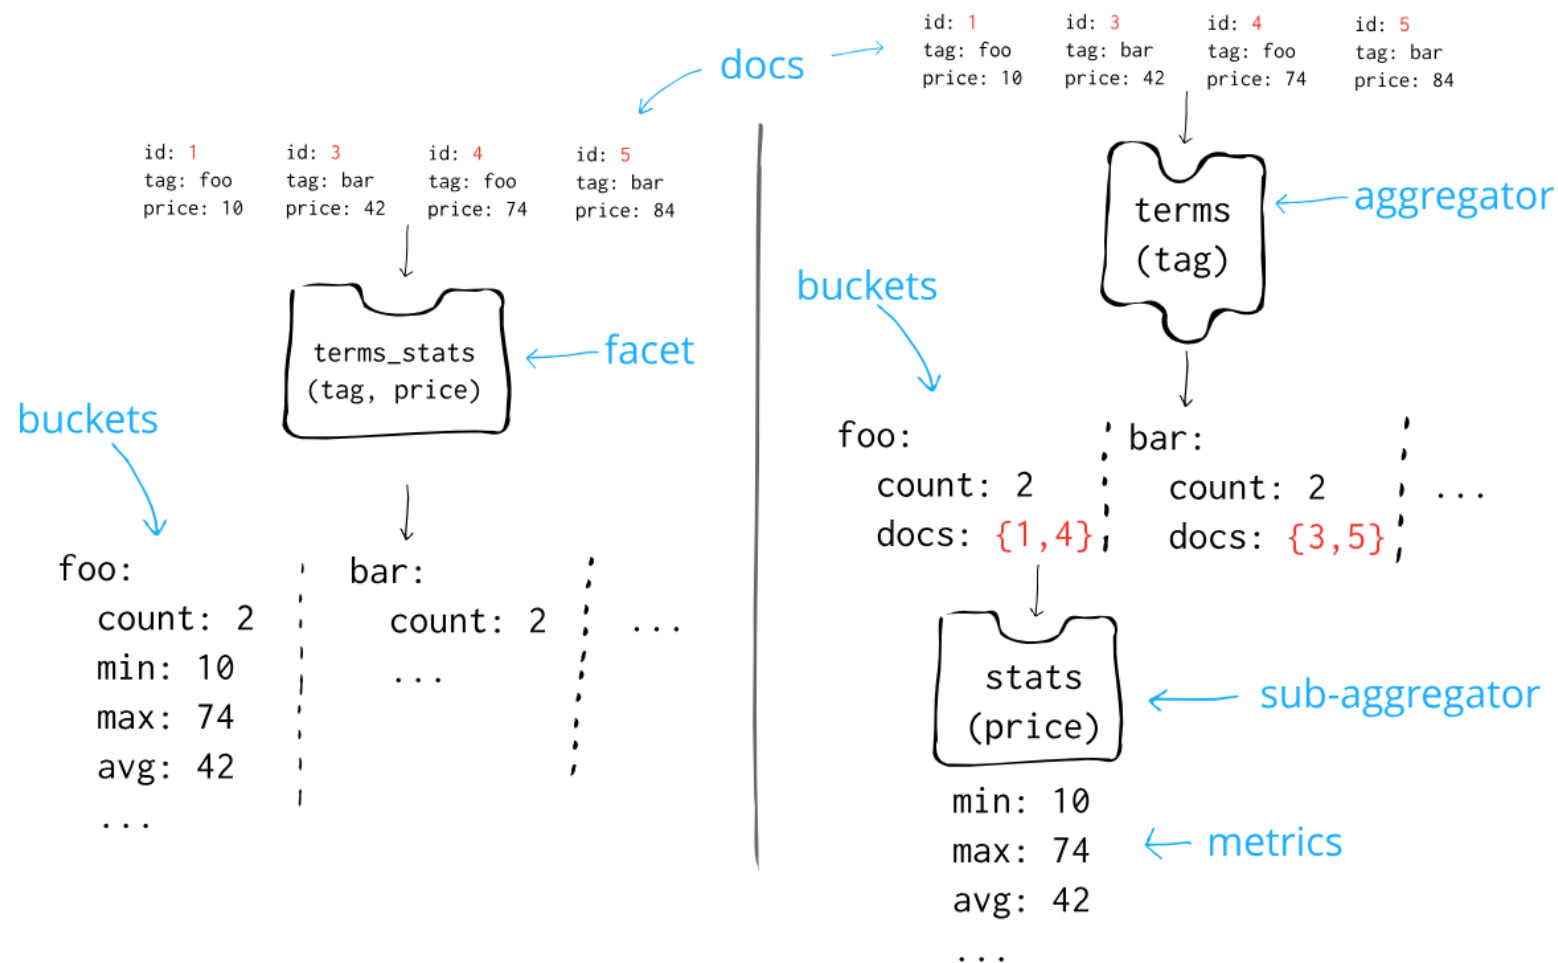 docs
id: 1
tag: foo
price: 10
id: 3
tag: bar
price: 42
id: 4
tag: foo
price: 74
id: 5
tag: bar
price: 84
terms_stats
(tag, price)
facet
buckets
foo:
count: 2
min: 10
max: 74
avg: 42
...
bar:
count: 2
...
...
id: 1
tag: foo
price: 10
id: 3
tag: bar
price: 42
id: 4
tag: foo
price: 74
id: 5
tag: bar
price: 84
terms
(tag)
aggregator
buckets
foo:
count: 2
docs: {1,4}
bar:
count: 2
docs: {3,5}
...
stats
(price)
sub-aggregator
min: 10
max: 74
avg: 42
...
metrics